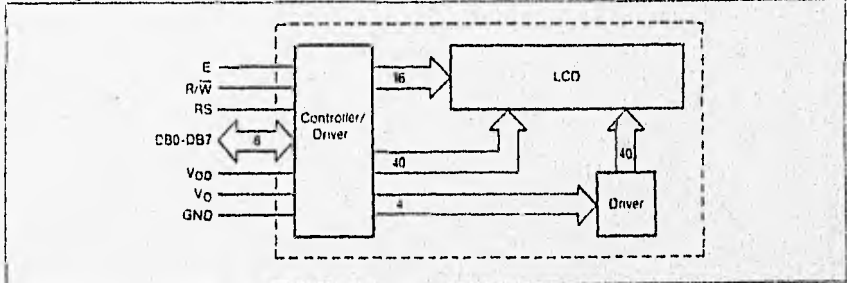 E
R/W̅
RS
DB0-DB7
8
VDD
VO
GND
Controller/
Driver
16
40
4
LCD
40
Driver